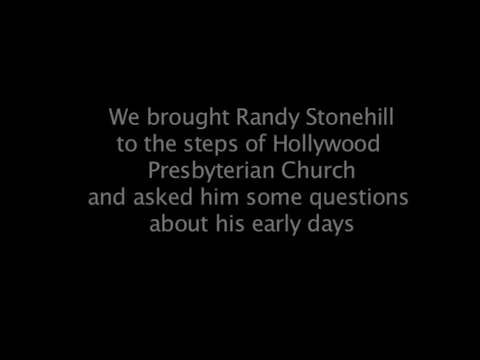 We brought Randy Stonehill
to the steps of Hollywood
Presbyterian Church
and asked him some questions
about his early days